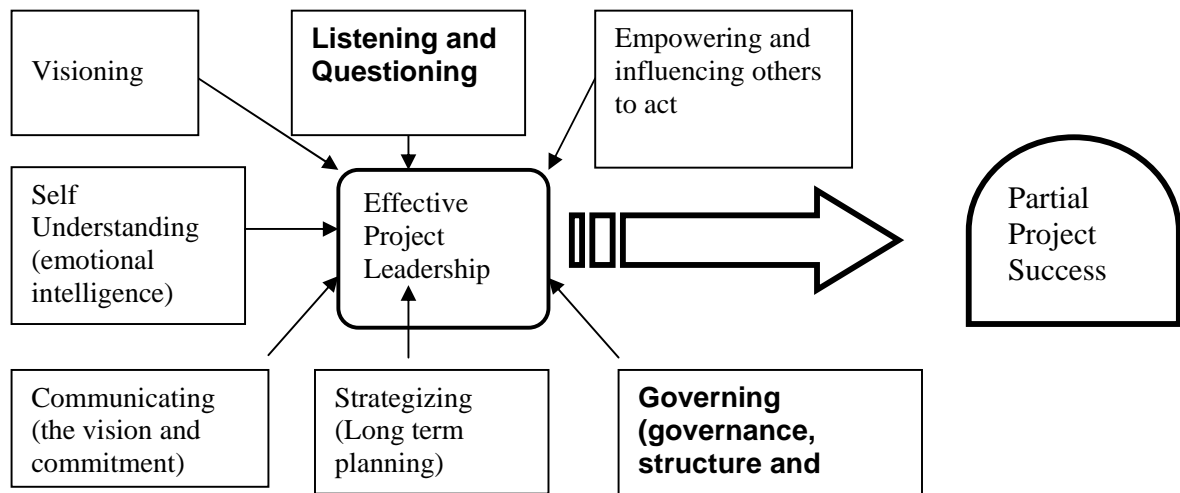 Visioning
Listening and
Questioning
Empowering and
influencing others
to act
Self
Understanding
(emotional
intelligence)
Effective
Project
Leadership
Partial
Project
Success
Communicating
(the vision and
commitment)
Strategizing
(Long term
planning)
Governing
(governance,
structure and